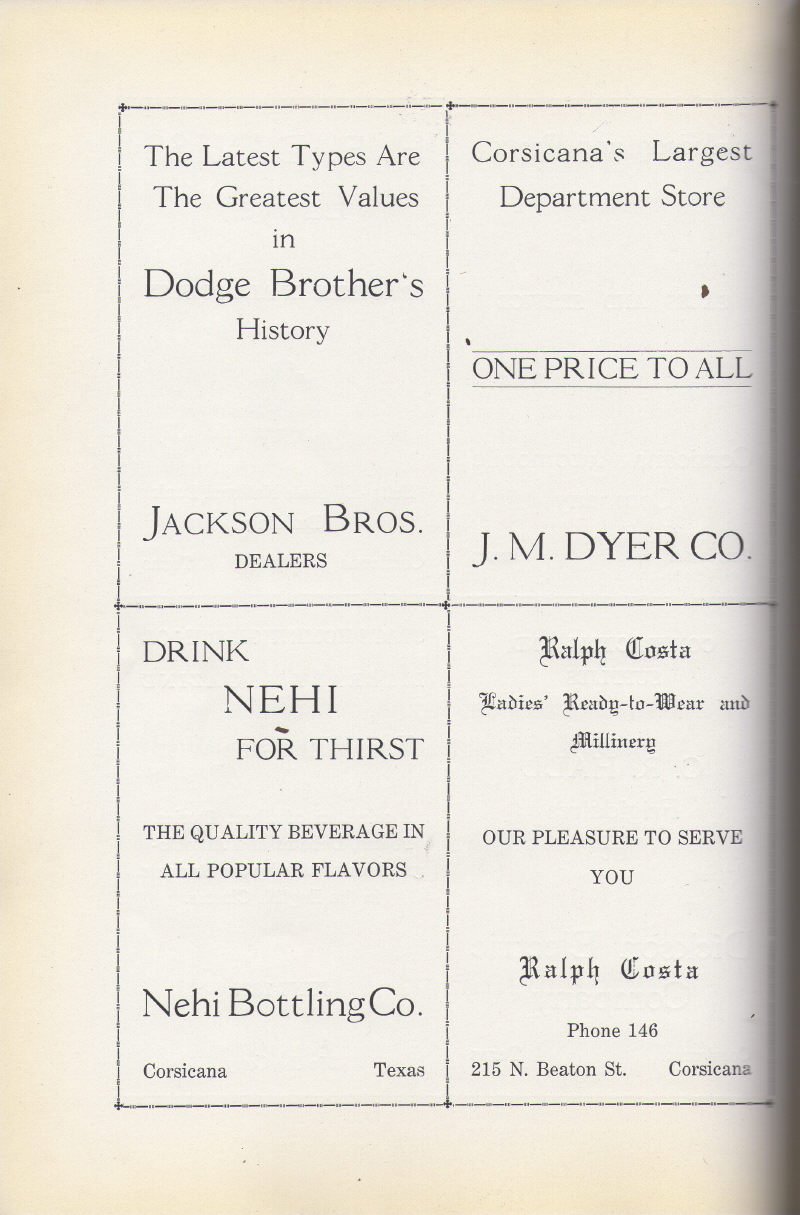 The Latest Types Are
The Greatest Values
in
Dodge Brother's
History
JACKSON BROS.
DEALERS
Corsicana's Largest
Department Store
ONE PRICE TO ALL
J. M. DYER CO.
DRINK
NEHI
FOR THIRST
THE QUALITY BEVERAGE IN
ALL POPULAR FLAVORS
Nehi Bottling Co.
Corsicana Texas
Ralph Costa
Ladies' Ready-to-Wear and
Millinery
OUR PLEASURE TO SERVE
YOU
Ralph Costa
Phone 146
215 N. Beaton St. Corsicana